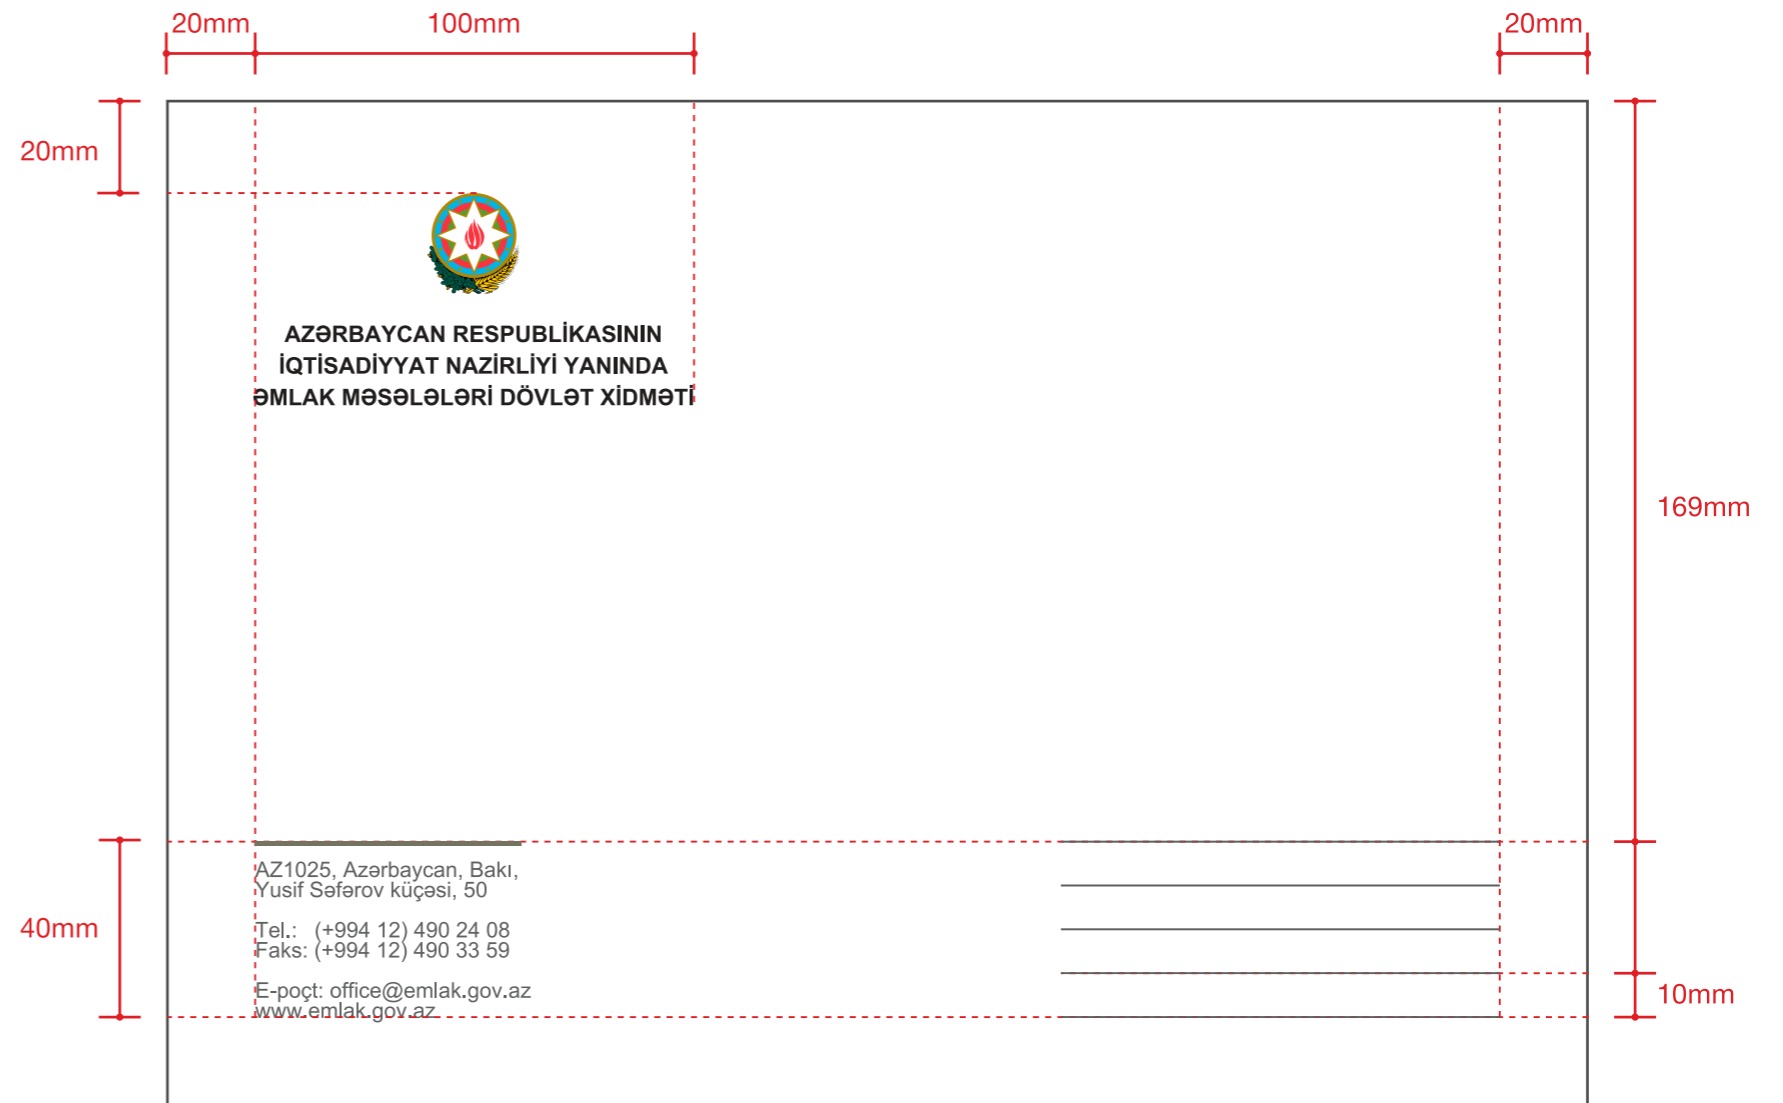 20mm 100mm 20mm
20mm
AZƏRBAYCAN RESPUBLİKASININ
İQTİSADİYYAT NAZİRLİYİ YANINDA
ƏMLAK MƏSƏLƏLƏRİ DÖVLƏT XİDMƏTİ
169mm
AZ1025, Azərbaycan, Bakı,
Yusif Səfərov küçəsi, 50
40mm
Tel.: (+994 12) 490 24 08
Faks: (+994 12) 490 33 59
E-poçt: office@emlak.gov.az
10mm
www.emlak.gov.az